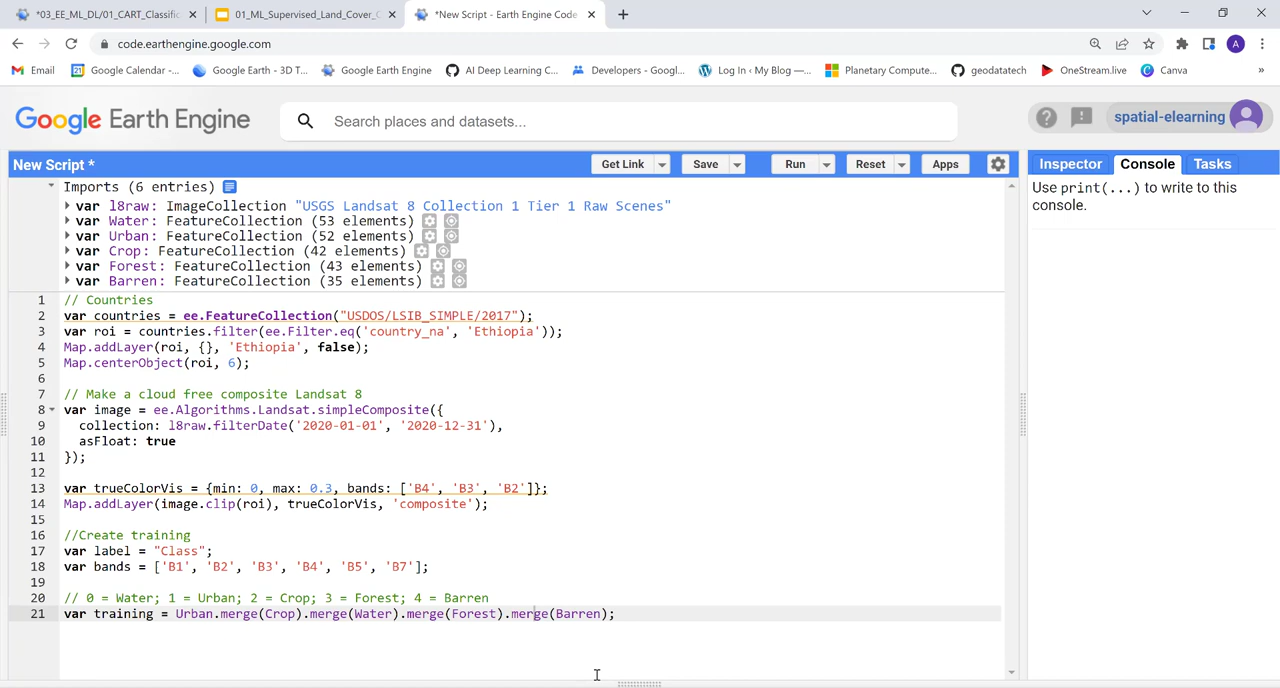 *03_EE_ML_DL/01_CART_Classific
01_ML_Supervised_Land_Cover_C
*New Script - Earth Engine Code
code.earthengine.google.com
A
Email
Google Calendar -...
Google Earth - 3D T...
Google Earth Engine
AI Deep Learning C...
Developers - Googl...
Log In ‹ My Blog —...
Planetary Compute...
geodatatech
OneStream.live
Canva
»
Google Earth Engine
Search places and datasets...
spatial-elearning
New Script *
Get Link
Save
Run
Reset
Apps
Inspector
Console
Tasks
Use print(...) to write to this
console.
Imports (6 entries)
var l8raw: ImageCollection "USGS Landsat 8 Collection 1 Tier 1 Raw Scenes"
var Water: FeatureCollection (53 elements)
var Urban: FeatureCollection (52 elements)
var Crop: FeatureCollection (42 elements)
var Forest: FeatureCollection (43 elements)
var Barren: FeatureCollection (35 elements)
1 // Countries
2 var countries = ee.FeatureCollection("USDOS/LSIB_SIMPLE/2017");
3 var roi = countries.filter(ee.Filter.eq('country_na', 'Ethiopia'));
4 Map.addLayer(roi, {}, 'Ethiopia', false);
5 Map.centerObject(roi, 6);
6
7 // Make a cloud free composite Landsat 8
8 var image = ee.Algorithms.Landsat.simpleComposite({
9 collection: l8raw.filterDate('2020-01-01', '2020-12-31'),
10 asFloat: true
11 });
12
13 var trueColorVis = {min: 0, max: 0.3, bands: ['B4', 'B3', 'B2']};
14 Map.addLayer(image.clip(roi), trueColorVis, 'composite');
15
16 //Create training
17 var label = "Class";
18 var bands = ['B1', 'B2', 'B3', 'B4', 'B5', 'B7'];
19
20 // 0 = Water; 1 = Urban; 2 = Crop; 3 = Forest; 4 = Barren
21 var training = Urban.merge(Crop).merge(Water).merge(Forest).merge(Barren);